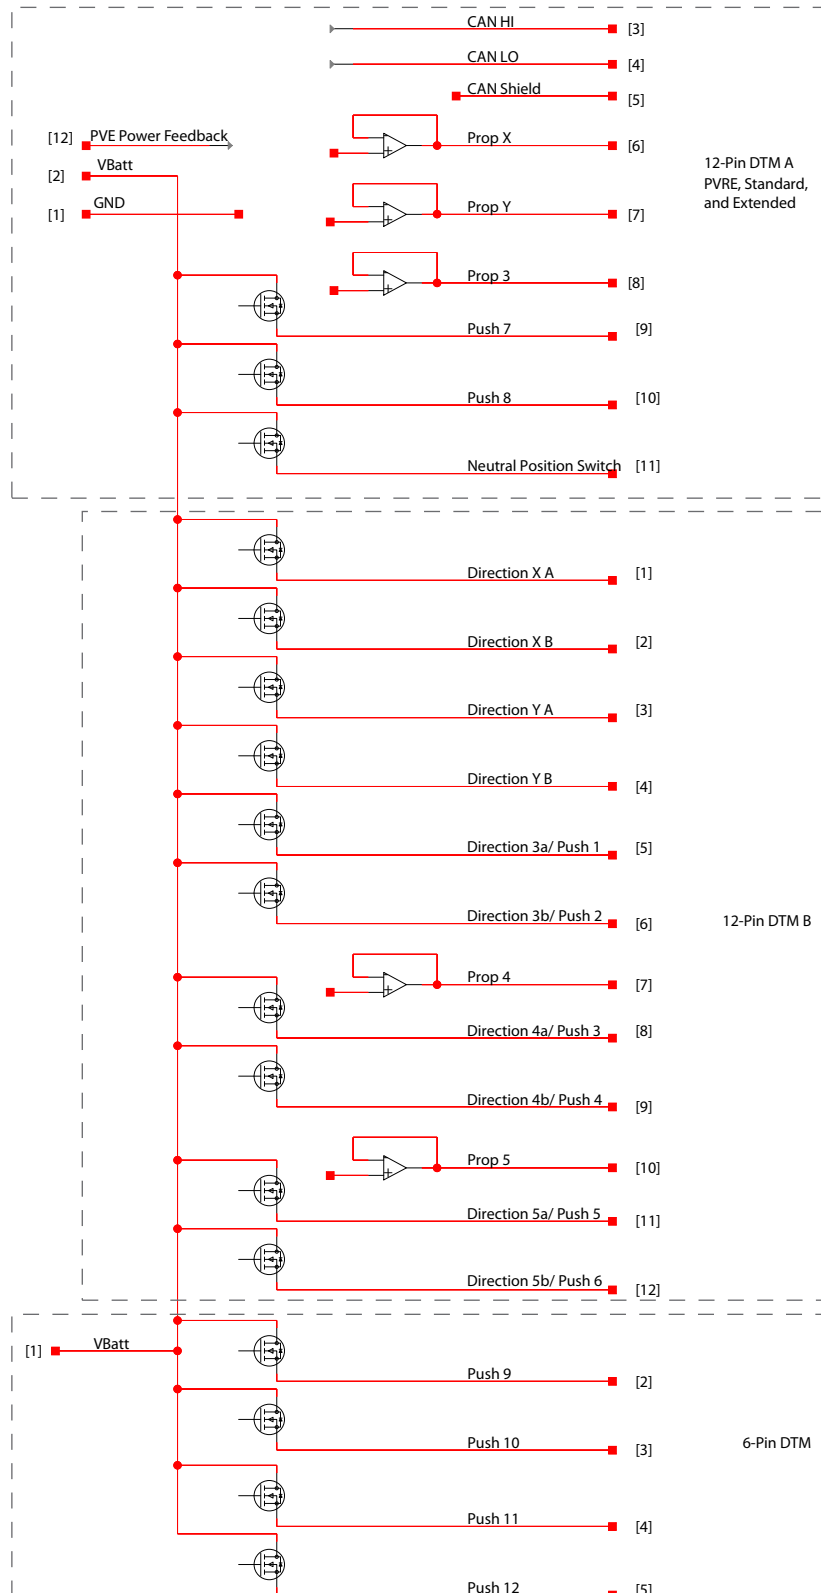 CAN HI [3]
CAN LO [4]
CAN Shield [5]
[12] PVE Power Feedback
Prop X [6]
12-Pin DTM A
PVRE, Standard,
and Extended
[2] VBatt
[1] GND
Prop Y [7]
Prop 3 [8]
Push 7 [9]
Push 8 [10]
Neutral Position Switch [11]
Direction X A [1]
Direction X B [2]
Direction Y A [3]
Direction Y B [4]
Direction 3a/ Push 1 [5]
Direction 3b/ Push 2 [6]
12-Pin DTM B
Prop 4 [7]
Direction 4a/ Push 3 [8]
Direction 4b/ Push 4 [9]
Prop 5 [10]
Direction 5a/ Push 5 [11]
Direction 5b/ Push 6 [12]
[1] VBatt
Push 9 [2]
Push 10 [3]
6-Pin DTM
Push 11 [4]
Push 12 [5]